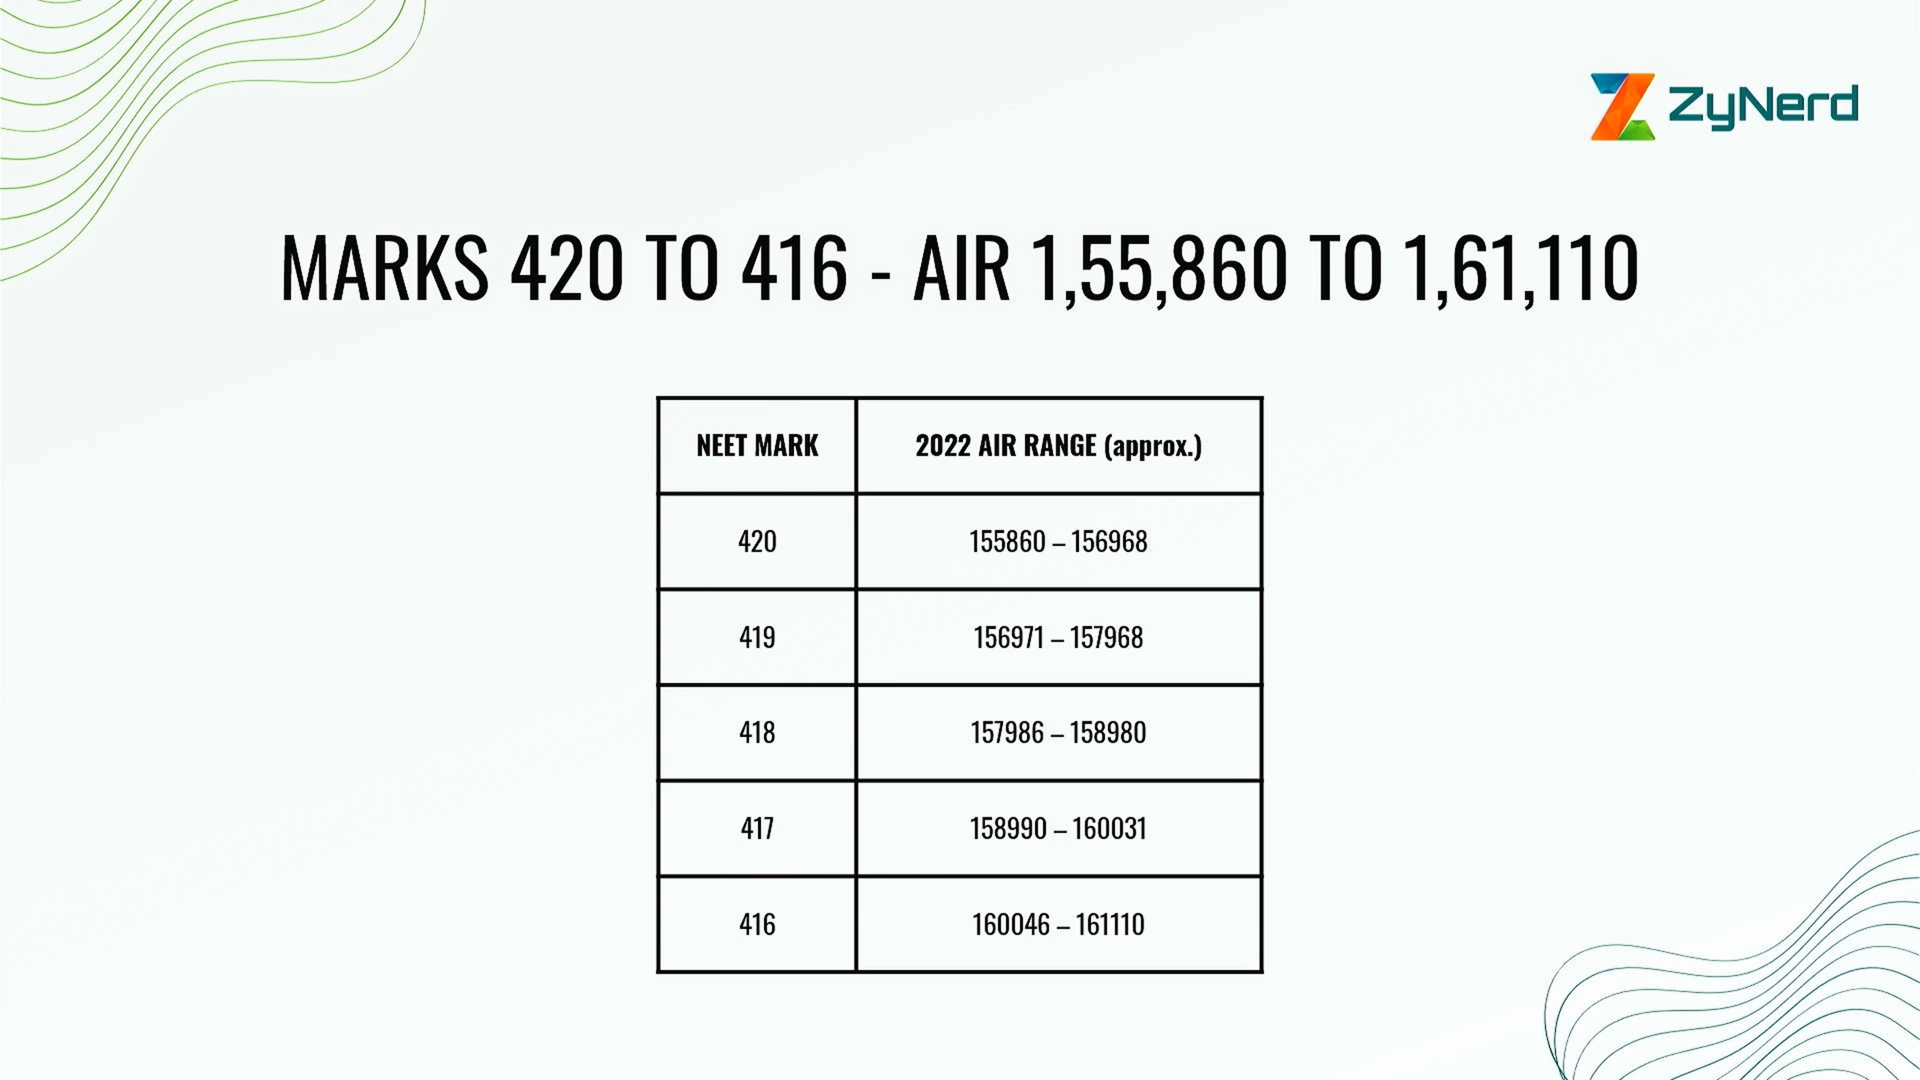 ZyNerd
MARKS 420 TO 416 - AIR 1,55,860 TO 1,61,110
NEET MARK 2022 AIR RANGE (approx.)
420 155860 – 156968
419 156971 – 157968
418 157986 – 158980
417 158990 – 160031
416 160046 – 161110